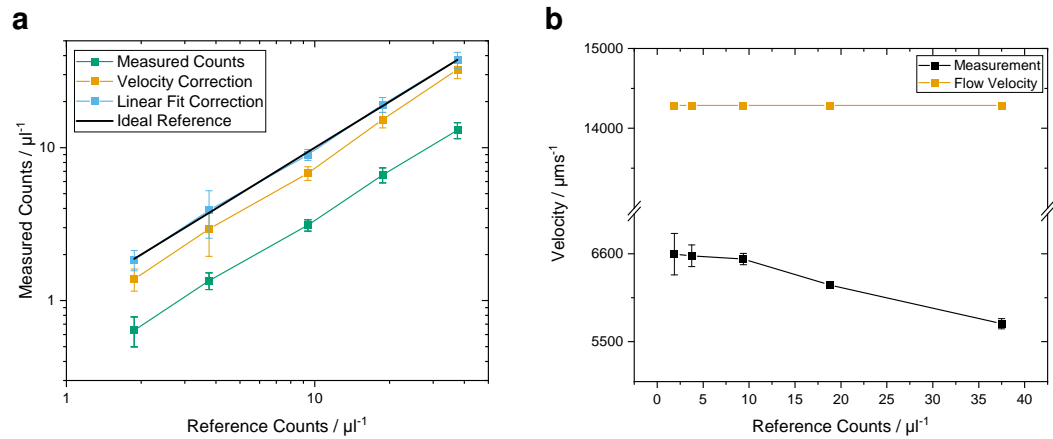 a
Measured Counts
Velocity Correction
Linear Fit Correction
Ideal Reference
10
1
1
10
Measured Counts / µl⁻¹
Reference Counts / µl⁻¹
b
15000
14000
6600
5500
Measurement
Flow Velocity
Velocity / µms⁻¹
0
5
10
15
20
25
30
35
40
Reference Counts / µl⁻¹